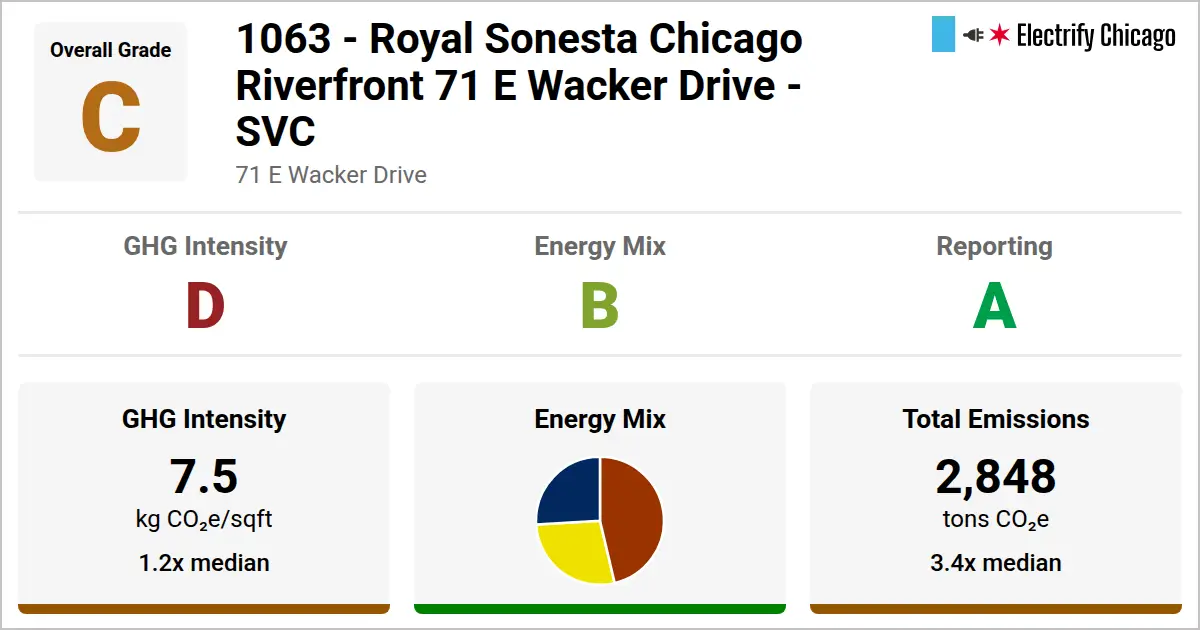 Overall Grade
C
1063 - Royal Sonesta Chicago
Riverfront 71 E Wacker Drive -
SVC
71 E Wacker Drive
Electrify Chicago
GHG Intensity
D
Energy Mix
B
Reporting
A
GHG Intensity
7.5
kg CO₂e/sqft
1.2x median
Energy Mix
Total Emissions
2,848
tons CO₂e
3.4x median